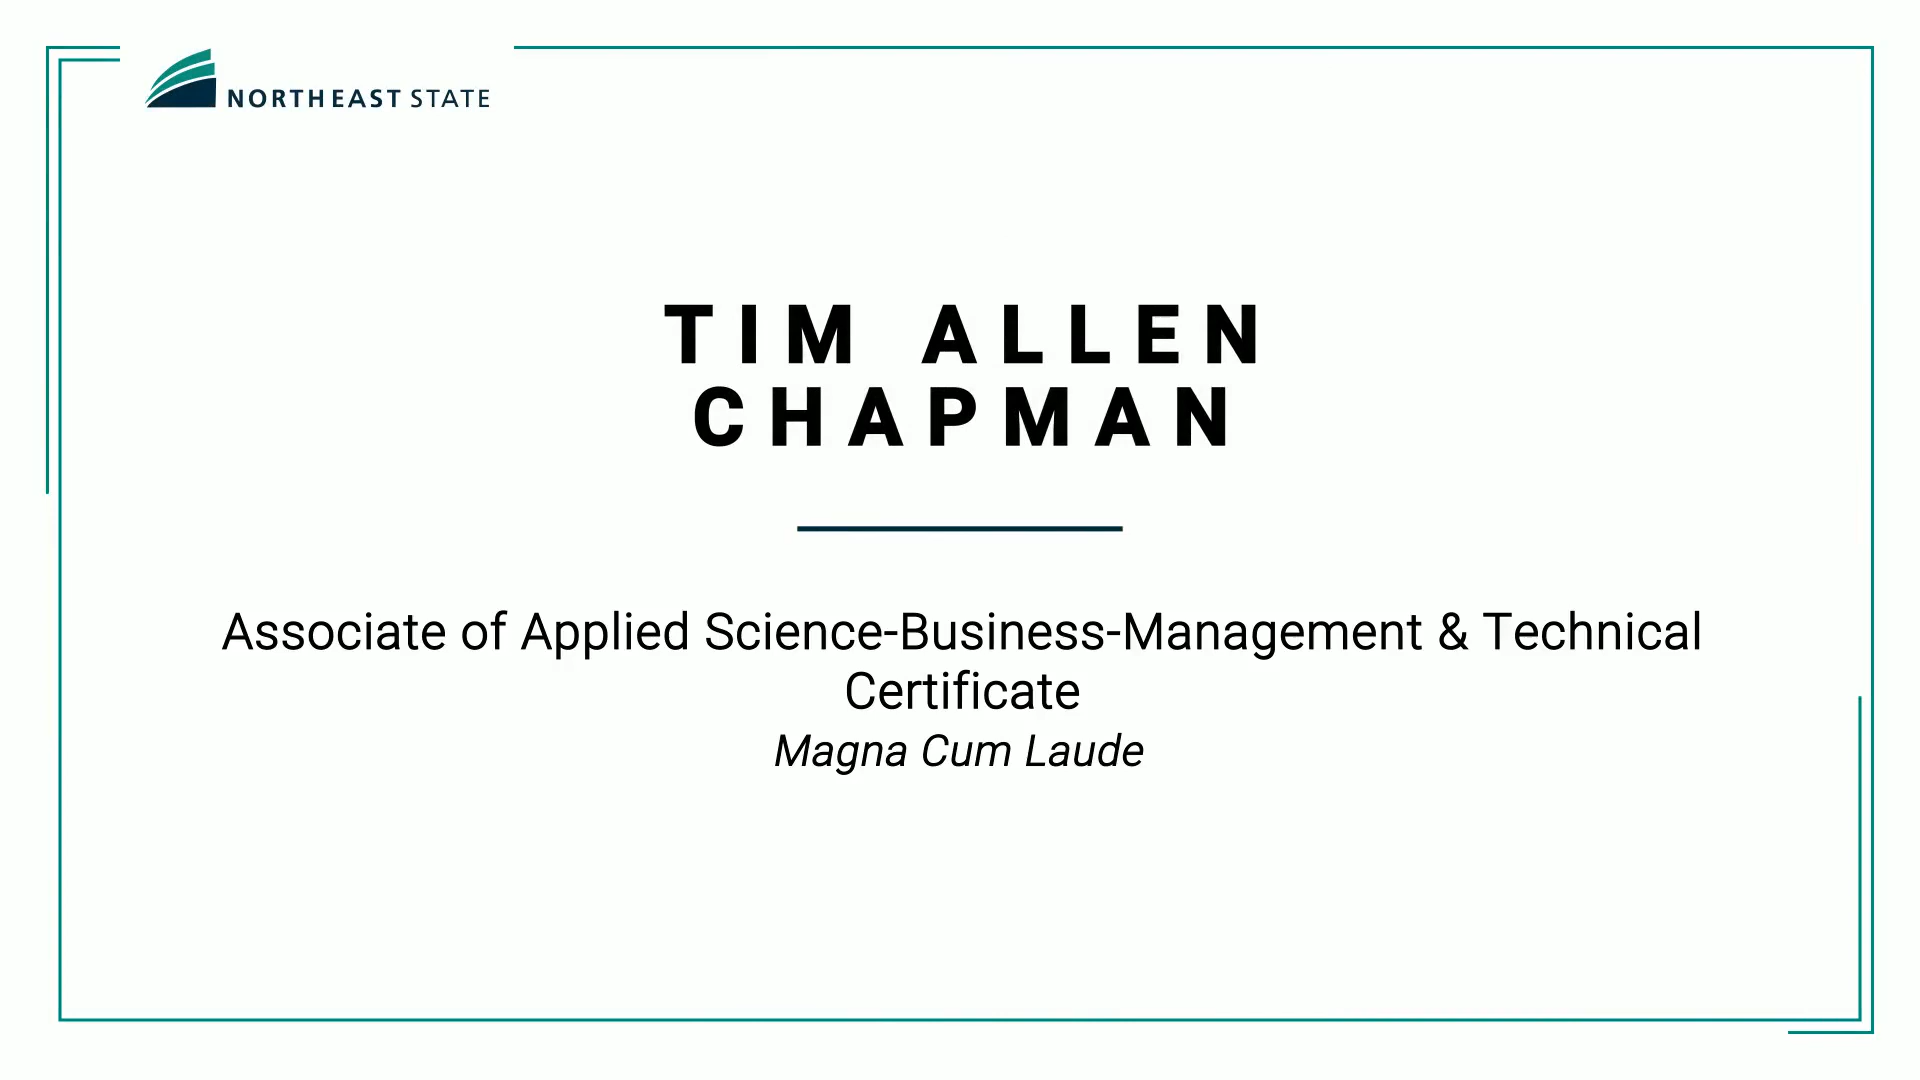 NORTHEAST STATE
TIM ALLEN
CHAPMAN
Associate of Applied Science-Business-Management & Technical
Certificate
Magna Cum Laude